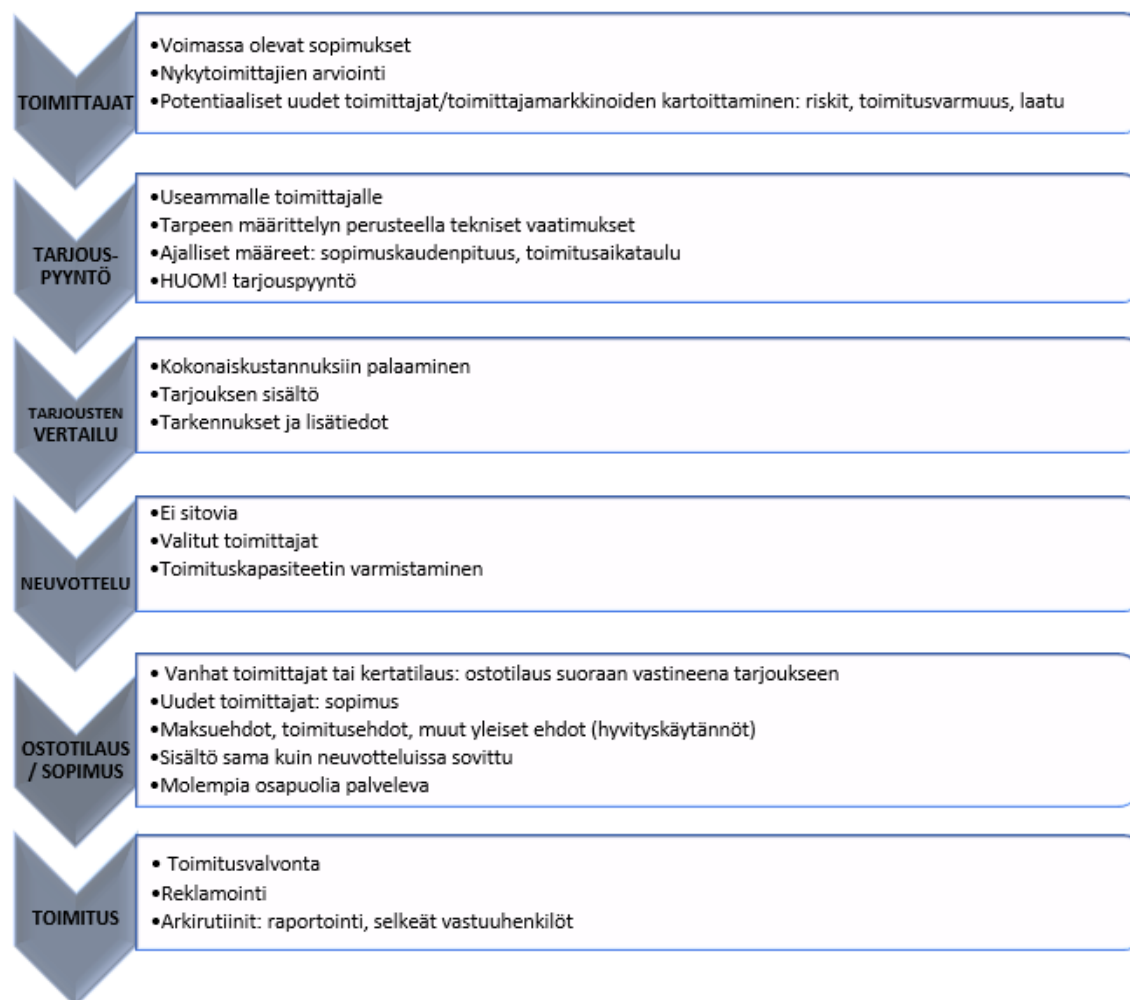 TOIMITTAJAT
•Voimassa olevat sopimukset
•Nykytoimittajien arviointi
•Potentiaaliset uudet toimittajat/toimittajamarkkinoiden kartoittaminen: riskit, toimitusvarmuus, laatu
TARJOUS-
PYYNTÖ
•Useammalle toimittajalle
•Tarpeen määrittelyn perusteella tekniset vaatimukset
•Ajalliset määreet: sopimuskaudenpituus, toimitusaikataulu
•HUOM! tarjouspyyntö
TARJOUSTEN
VERTAILU
•Kokonaiskustannuksiin palaaminen
•Tarjouksen sisältö
•Tarkennukset ja lisätiedot
NEUVOTTELU
•Ei sitovia
•Valitut toimittajat
•Toimituskapasiteetin varmistaminen
OSTOTILAUS
/ SOPIMUS
• Vanhat toimittajat tai kertatilaus: ostotilaus suoraan vastineena tarjoukseen
•Uudet toimittajat: sopimus
•Maksuehdot, toimitusehdot, muut yleiset ehdot (hyvityskäytännöt)
•Sisältö sama kuin neuvotteluissa sovittu
•Molempia osapuolia palveleva
TOIMITUS
• Toimitusvalvonta
•Reklamointi
•Arkirutiinit: raportointi, selkeät vastuuhenkilöt